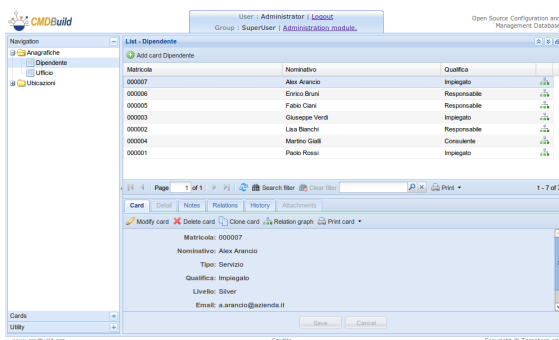 CMDBuild
User : Administrator | Logout
Group : SuperUser | Administration module.
Open Source Configuration and
Management Database
Navigation
Anagrafiche
Dipendente
Ufficio
Ubicazioni
Cards
Utility
List - Dipendente
Add card Dipendente
Matricola Nominativo Qualifica
000007 Alex Arancio Impiegato
000006 Enrico Bruni Responsabile
000005 Fabio Ciani Responsabile
000003 Giuseppe Verdi Impiegato
000002 Lisa Bianchi Responsabile
000004 Martino Gialli Consulente
000001 Paolo Rossi Impiegato
Page 1 of 1 Search filter Clear filter Print 1 - 7 of 7
Card Detail Notes Relations History Attachments
Modify card Delete card Clone card Relation graph Print card
Matricola: 000007
Nominativo: Alex Arancio
Tipo: Servizio
Qualifica: Impiegato
Livello: Silver
Email: a.arancio@azienda.it
Save Cancel